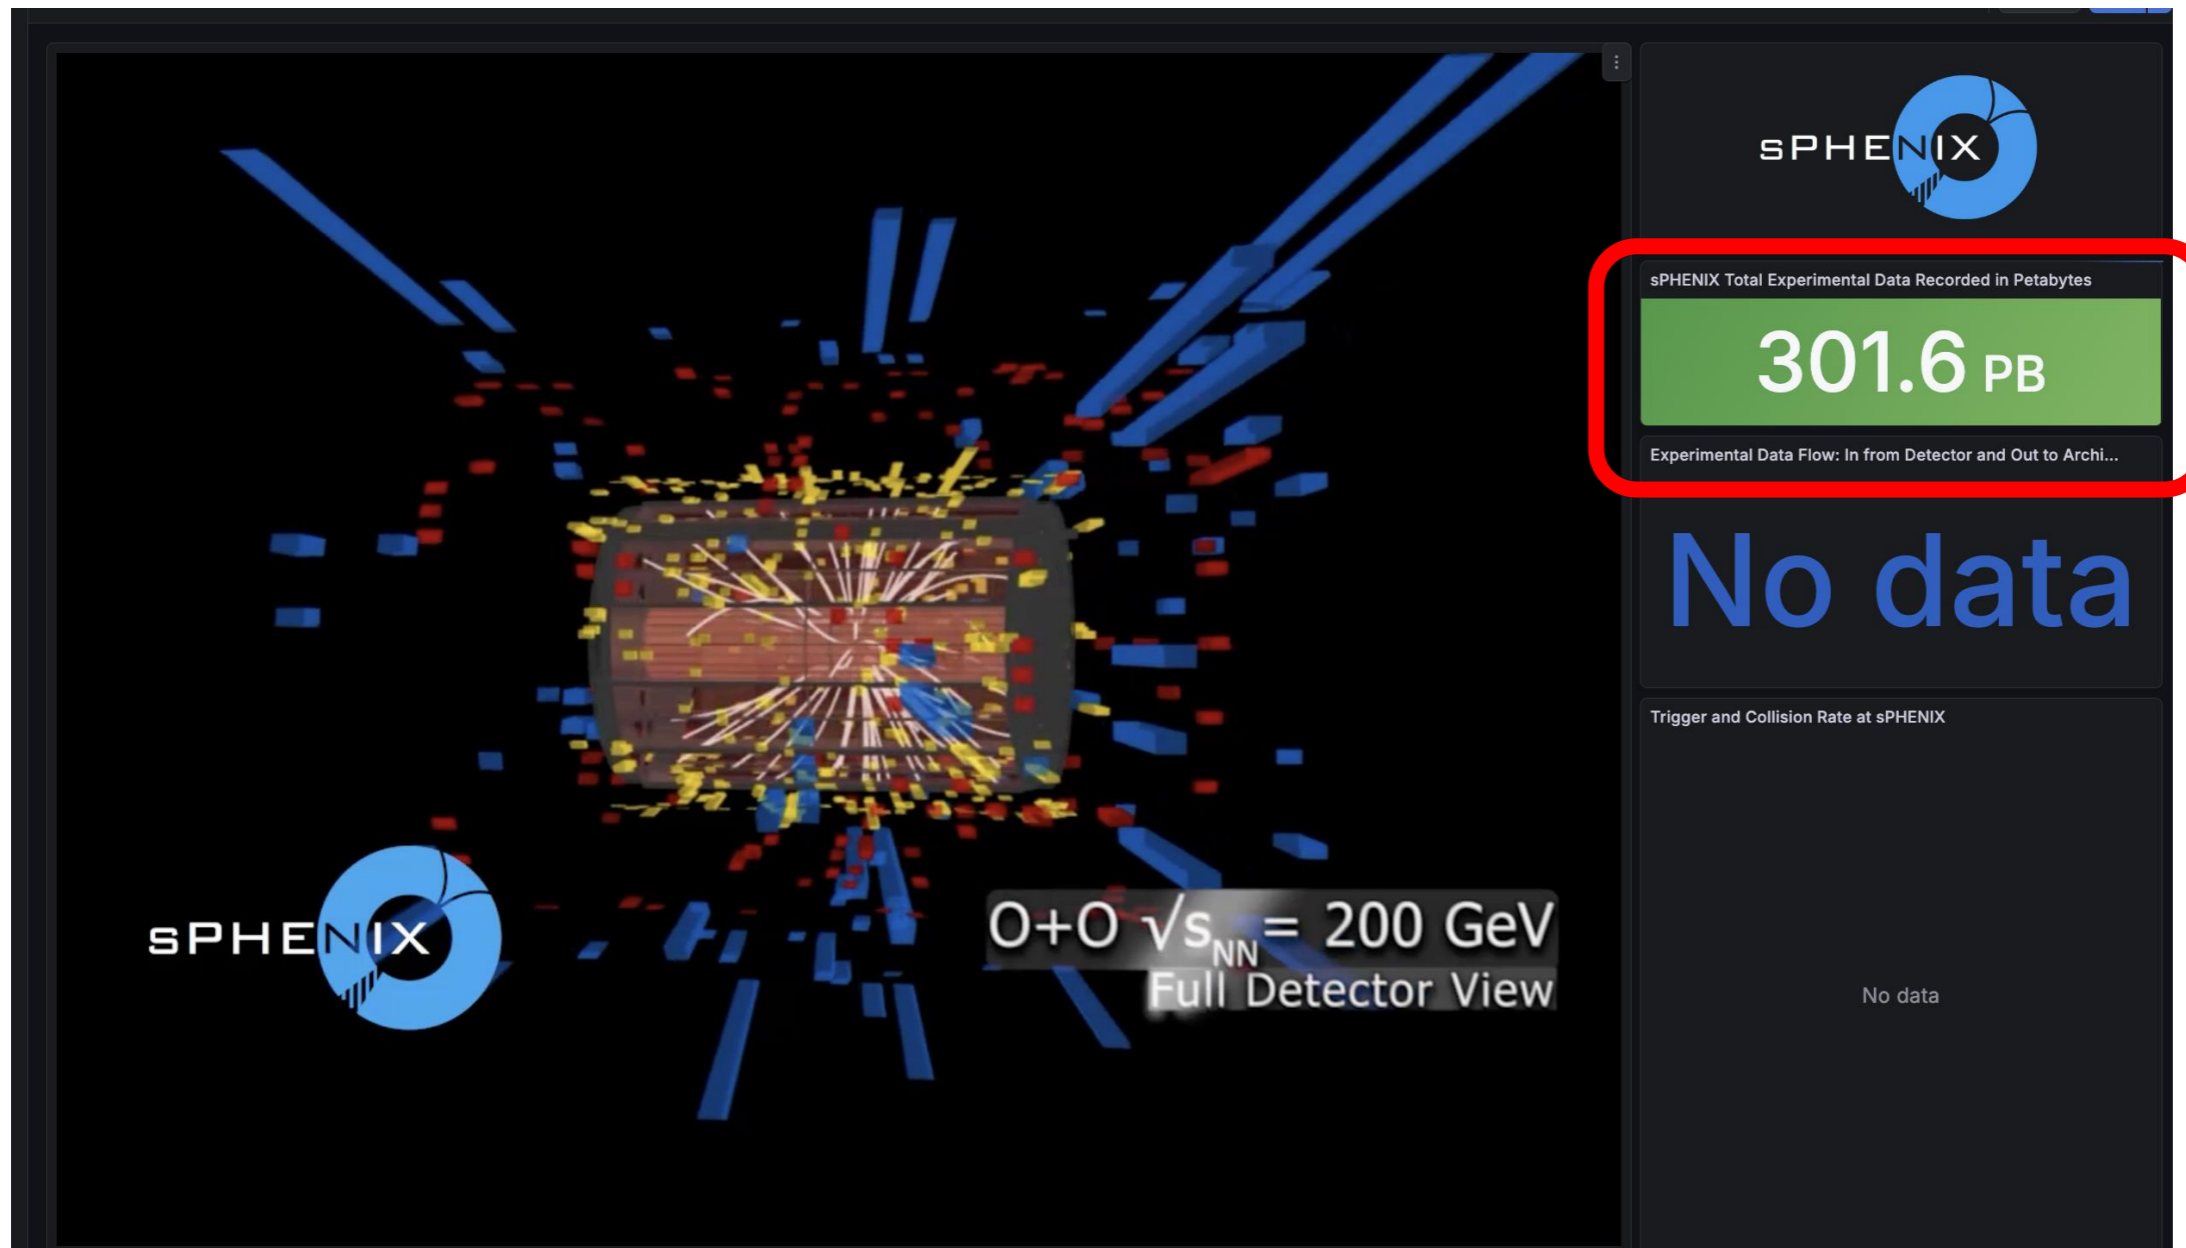 sPHENIX
sPHENIX Total Experimental Data Recorded in Petabytes
301.6 PB
Experimental Data Flow: In from Detector and Out to Archi...
No data
Trigger and Collision Rate at sPHENIX
No data
sPHENIX
O+O √sNN = 200 GeV
Full Detector View